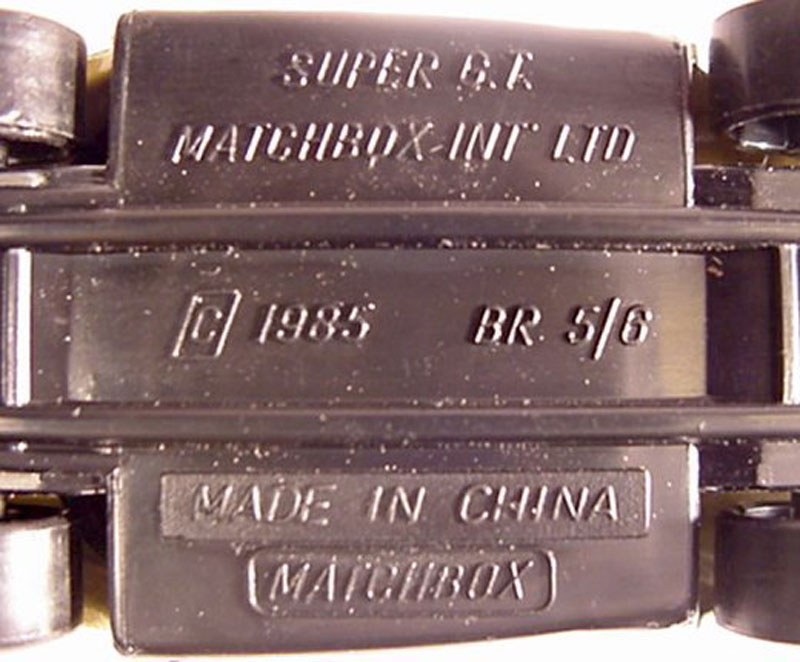 SUPER G.T.
MATCHBOX-INT' LTD
C 1985 BR 5/6
MADE IN CHINA
MATCHBOX